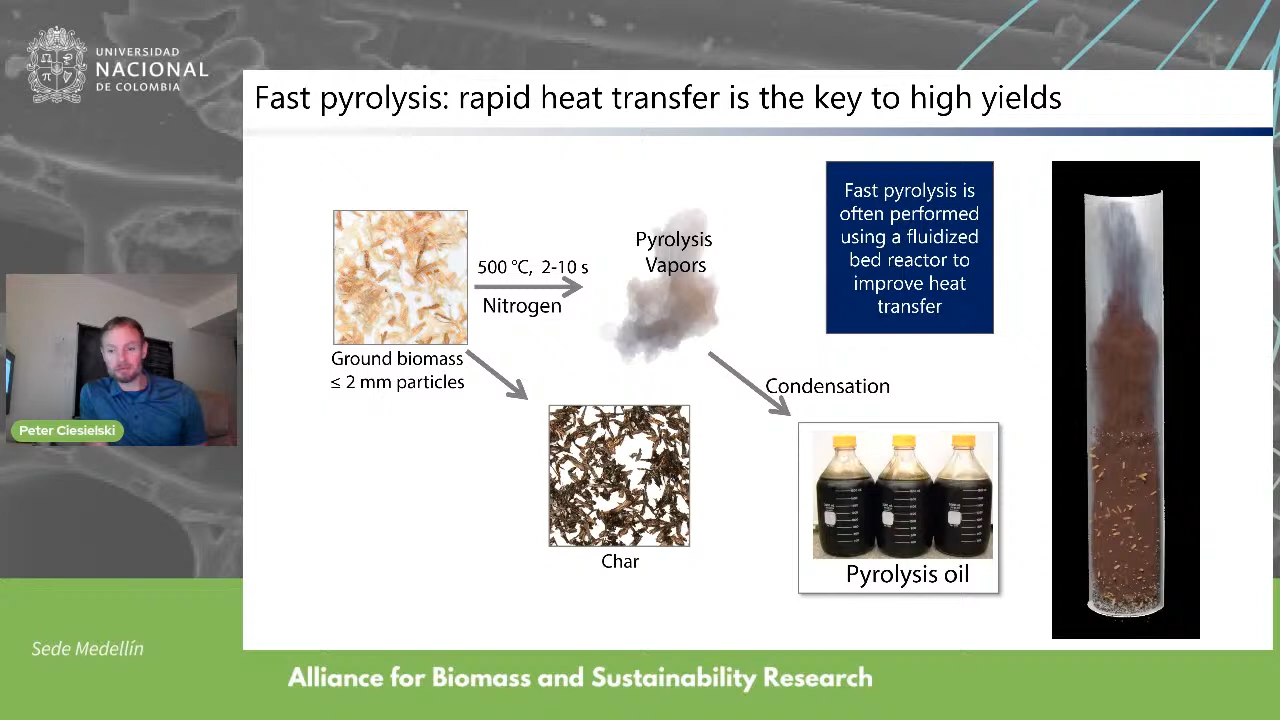 UNIVERSIDAD
NACIONAL
DE COLOMBIA
Fast pyrolysis: rapid heat transfer is the key to high yields
Ground biomass
≤ 2 mm particles
500 °C, 2-10 s
Nitrogen
Pyrolysis
Vapors
Fast pyrolysis is
often performed
using a fluidized
bed reactor to
improve heat
transfer
Condensation
Char
Pyrolysis oil
Peter Ciesielski
Sede Medellín
Alliance for Biomass and Sustainability Research